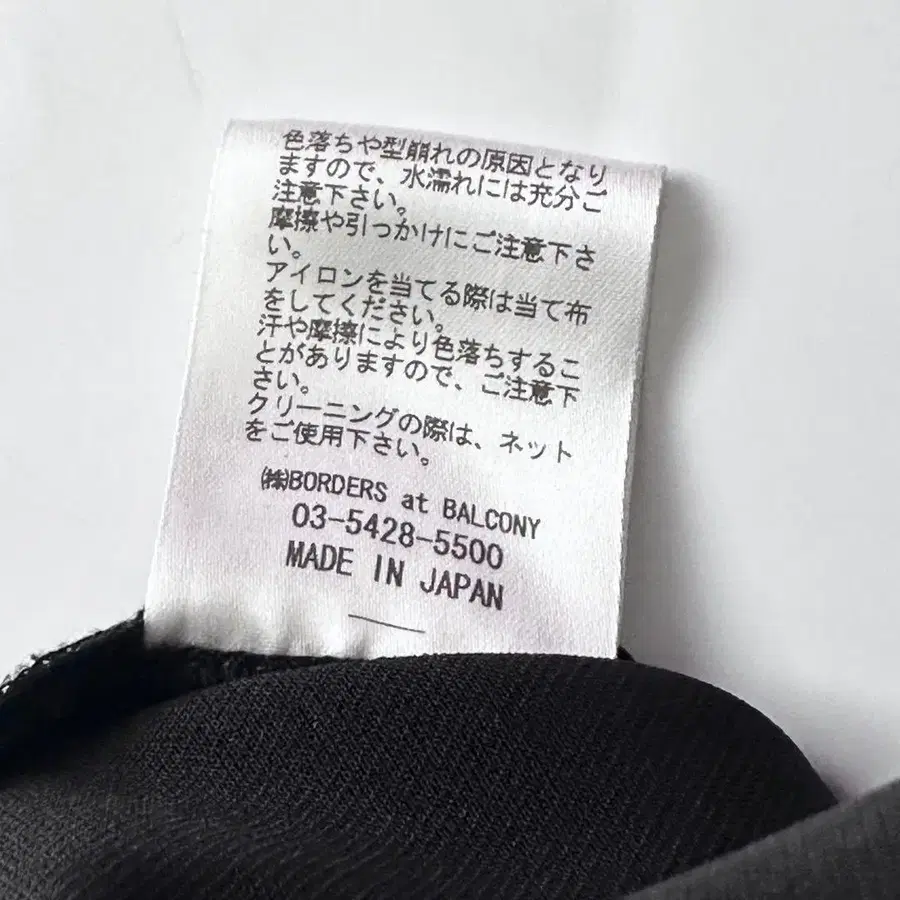 色落ちや型崩れの原因となり
ますので、水濡れには充分ご
注意下さい。
摩擦や引っかけにご注意下さ
い。
アイロンを当てる際は当て布
をしてください。
汗や摩擦により色落ちするこ
とがありますので、ご注意下
さい。
クリーニングの際は、ネット
をご使用下さい。
㈱BORDERS at BALCONY
03-5428-5500
MADE IN JAPAN